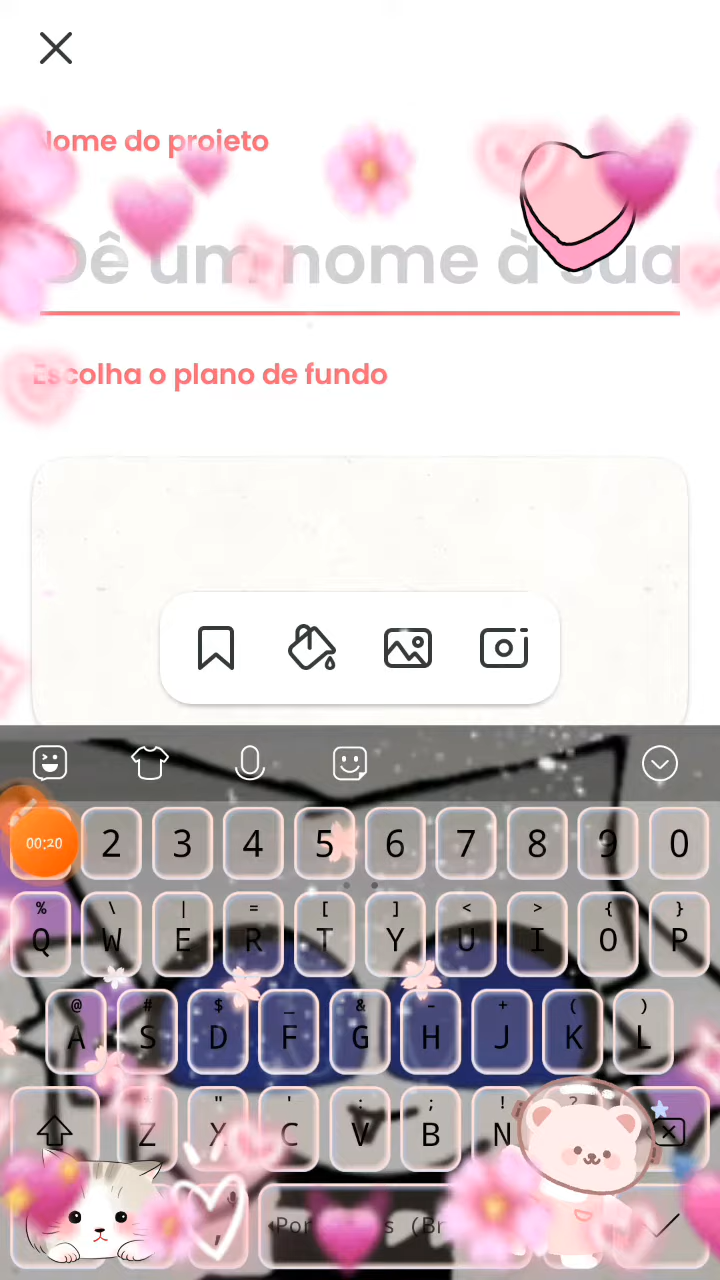 Nome do projeto
Dê um nome à sua
Escolha o plano de fundo
00:20 2 3 4 5 6 7 8 9 0
% \ | = [ ] < > { }
Q W E R T Y U I O P
@ # $ _ & - + ( )
A S D F G H J K L
" ' : ; ! ?
Z X C V B N
, (Br